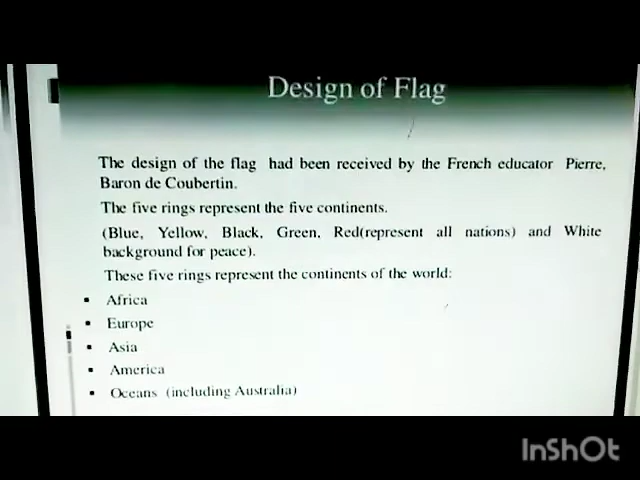 Design of Flag
The design of the flag had been received by the French educator Pierre,
Baron de Coubertin.
The five rings represent the five continents.
(Blue, Yellow, Black, Green, Red(represent all nations) and White
background for peace).
These five rings represent the continents of the world:
▪ Africa
▪ Europe
▪ Asia
▪ America
▪ Oceans (including Australia)
InShOt